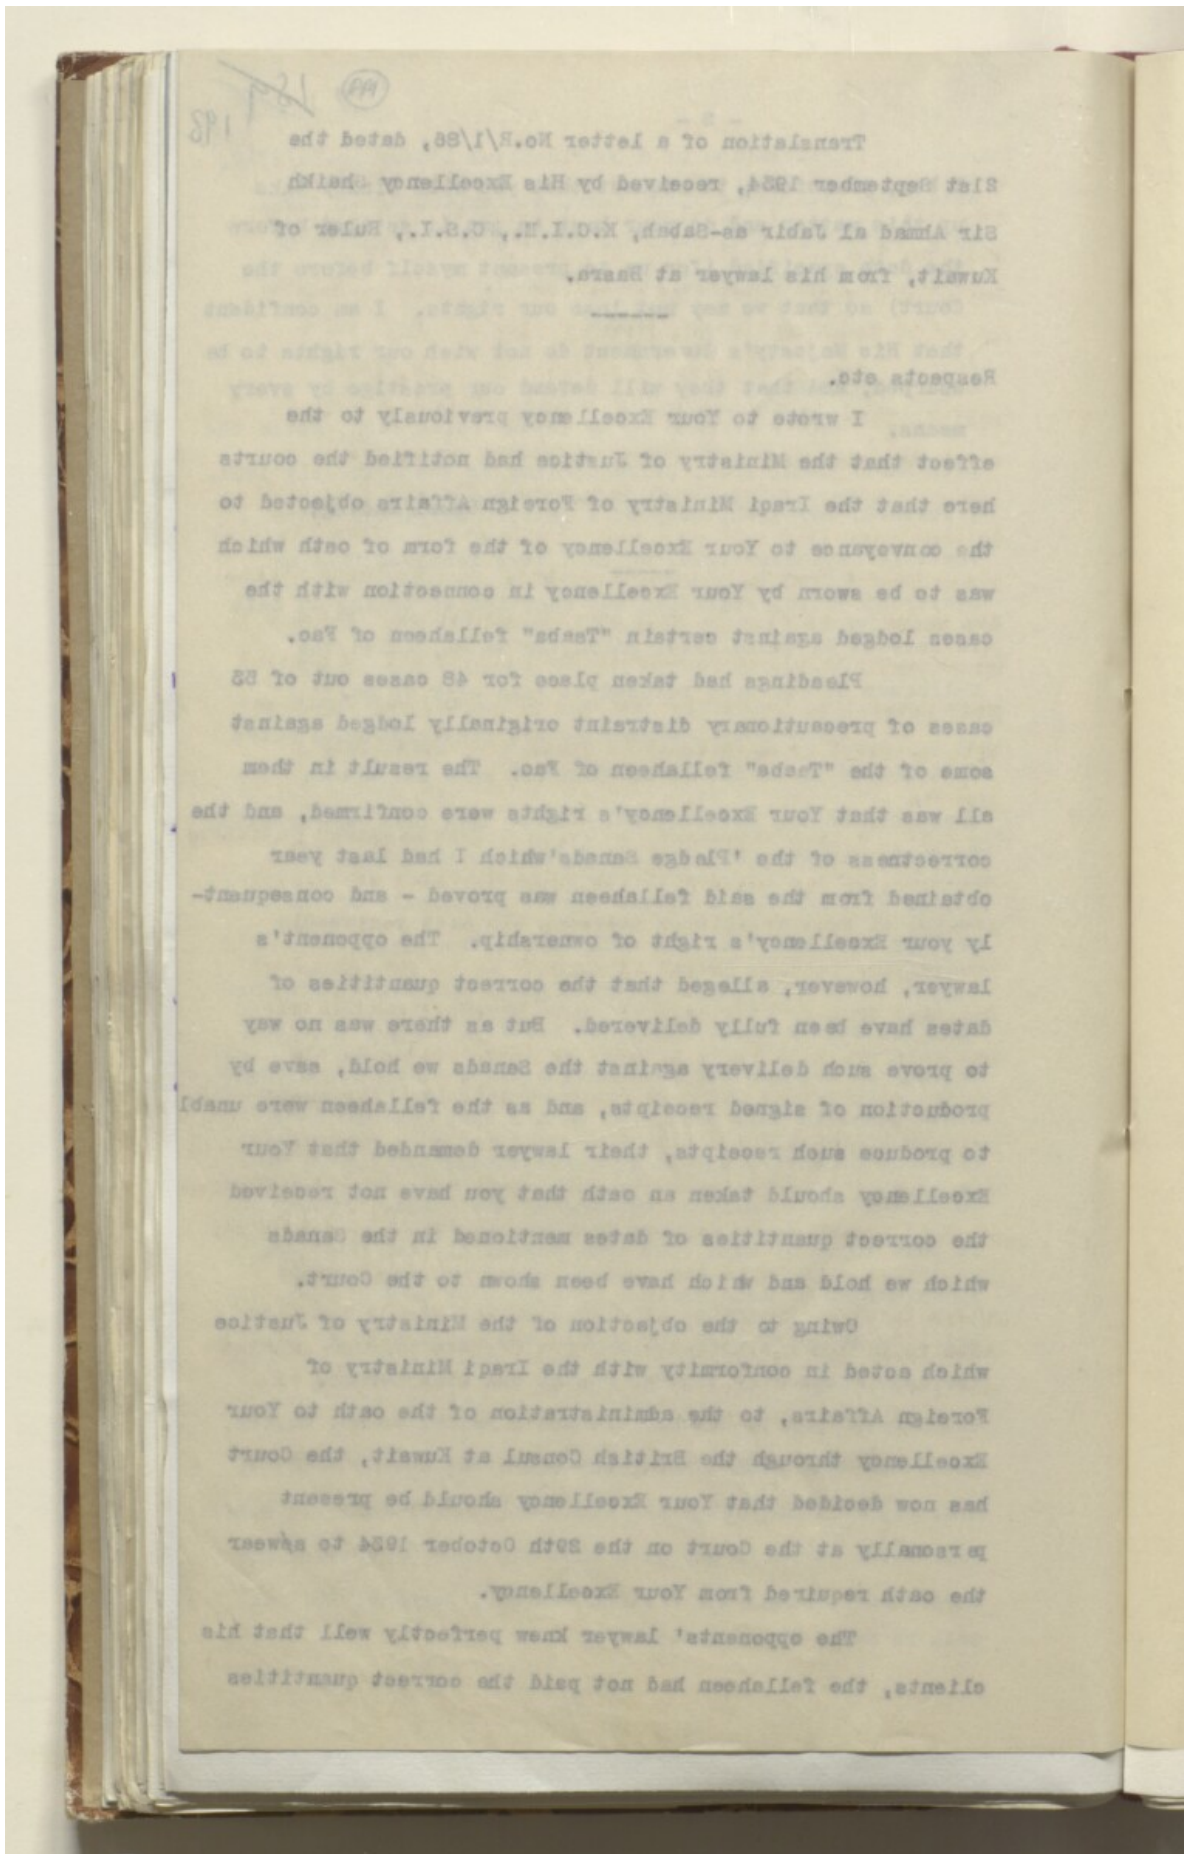 Translation of a letter No.R/1/86, dated the
21st September 1934, received by His Excellency Shaikh
Sir Ahmad al Jabir as-Sabah, K.C.I.E., C.S.I., Ruler of
Kuwait, from his lawyer at Basra.
Respects etc.
I wrote to Your Excellency previously to the
effect that the Ministry of Justice had notified the courts
here that the Iraqi Ministry of Foreign Affairs objected to
the conveyance to Your Excellency of the form of oath which
was to be sworn by Your Excellency in connection with the
cases lodged against certain "Taaba" fellaheen of Fao.
Pleadings had taken place for 48 cases out of 53
cases of precautionary distraint originally lodged against
some of the "Taaba" fellaheen of Fao. The result in them
all was that Your Excellency's rights were confirmed, and the
correctness of the 'Pledge Sanads'which I had last year
obtained from the said fellaheen was proved - and consequent-
ly your Excellency's right of ownership. The opponent's
lawyer, however, alleged that the correct quantities of
dates have been fully delivered. But as there was no way
to prove such delivery against the Sanads we hold, save by
production of signed receipts, and as the fellaheen were unabl
to produce such receipts, their lawyer demanded that Your
Excellency should taken an oath that you have not received
the correct quantities of dates mentioned in the Sanads
which we hold and which have been shown to the Court.
Owing to the objection of the Ministry of Justice
which acted in conformity with the Iraqi Ministry of
Foreign Affairs, to the administration of the oath to Your
Excellency through the British Consul at Kuwait, the Court
has now decided that Your Excellency should be present
personally at the Court on the 29th October 1934 to swear
the oath required from Your Excellency.
The opponents' lawyer knew perfectly well that his
clients, the fellaheen had not paid the correct quantities